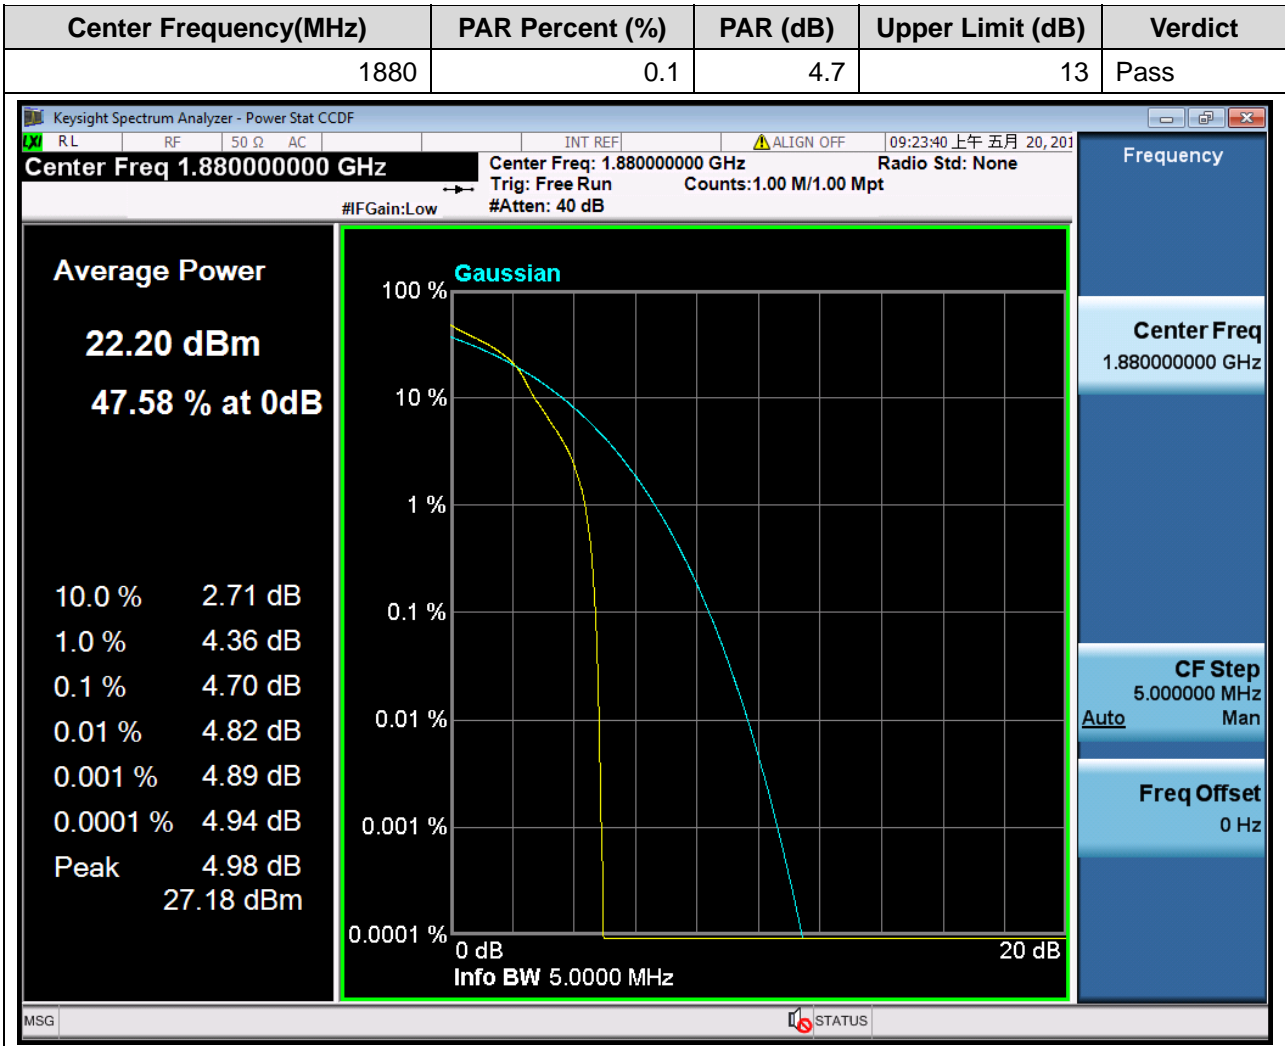 Center Frequency(MHz) PAR Percent (%) PAR (dB) Upper Limit (dB) Verdict
1880 0.1 4.7 13 Pass
Keysight Spectrum Analyzer - Power Stat CCDF
LXI RL RF 50 Ω AC INT REF ALIGN OFF 09:23:40 上午 五月 20, 201
Center Freq 1.880000000 GHz
Center Freq: 1.880000000 GHz Radio Std: None
Trig: Free Run Counts:1.00 M/1.00 Mpt
#IFGain:Low #Atten: 40 dB
Average Power
22.20 dBm
47.58 % at 0dB
10.0 % 2.71 dB
1.0 % 4.36 dB
0.1 % 4.70 dB
0.01 % 4.82 dB
0.001 % 4.89 dB
0.0001 % 4.94 dB
Peak 4.98 dB
27.18 dBm
Gaussian
100 %
10 %
1 %
0.1 %
0.01 %
0.001 %
0.0001 %
0 dB 20 dB
Info BW 5.0000 MHz
Frequency
Center Freq
1.880000000 GHz
CF Step
5.000000 MHz
Auto Man
Freq Offset
0 Hz
MSG STATUS